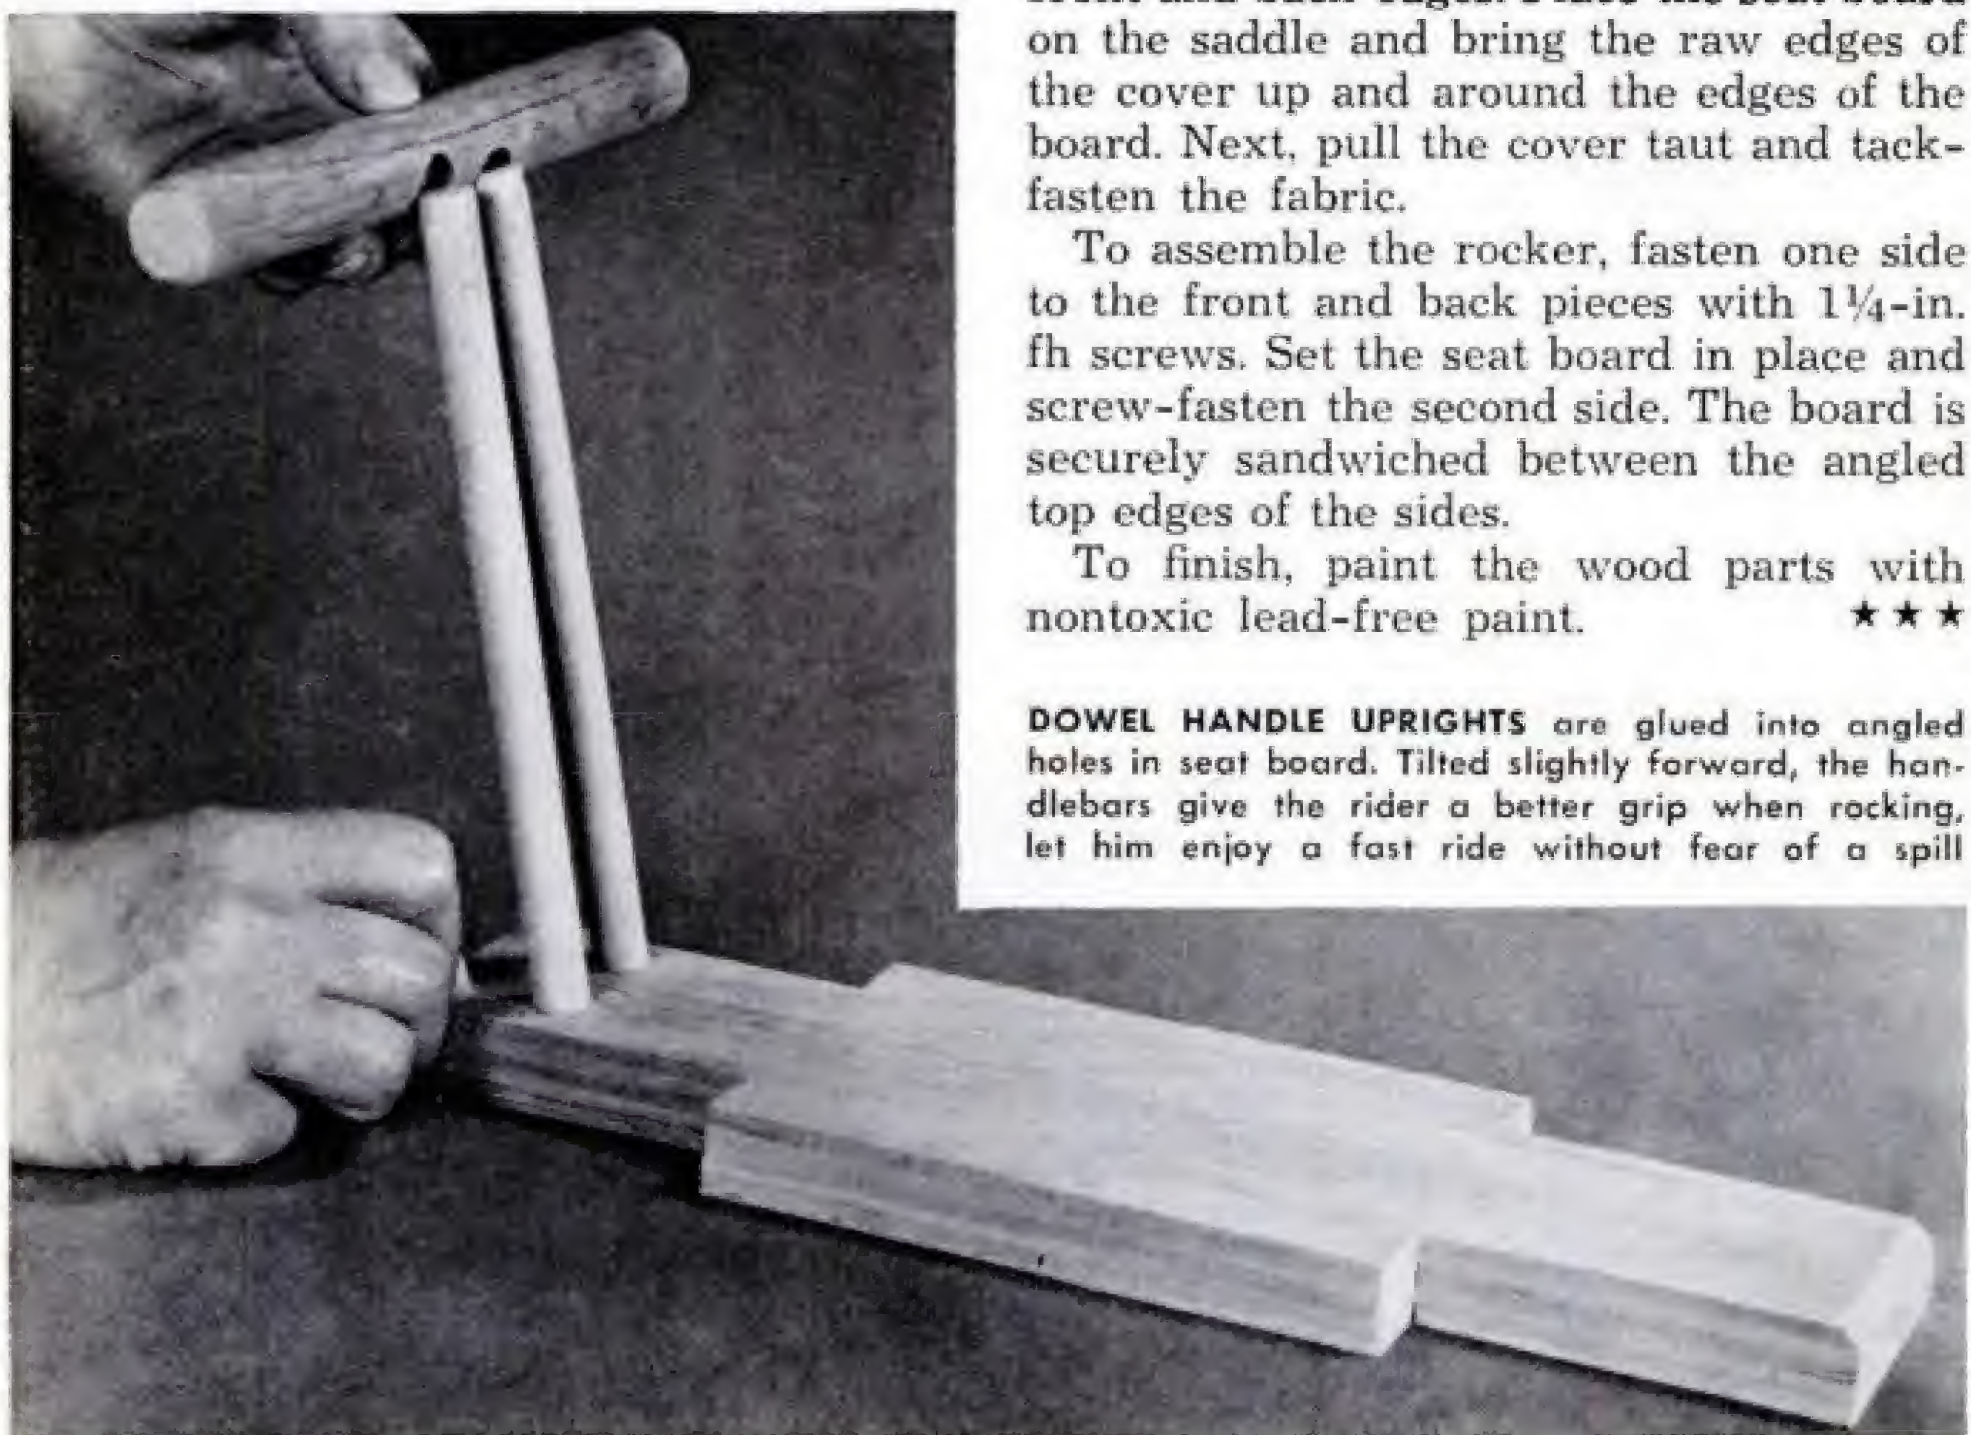 on the saddle and bring the raw edges of
the cover up and around the edges of the
board. Next, pull the cover taut and tack-
fasten the fabric.
To assemble the rocker, fasten one side
to the front and back pieces with 1¼-in.
fh screws. Set the seat board in place and
screw-fasten the second side. The board is
securely sandwiched between the angled
top edges of the sides.
To finish, paint the wood parts with
nontoxic lead-free paint. ★ ★ ★
DOWEL HANDLE UPRIGHTS are glued into angled
holes in seat board. Tilted slightly forward, the han-
dlebars give the rider a better grip when rocking,
let him enjoy a fast ride without fear of a spill